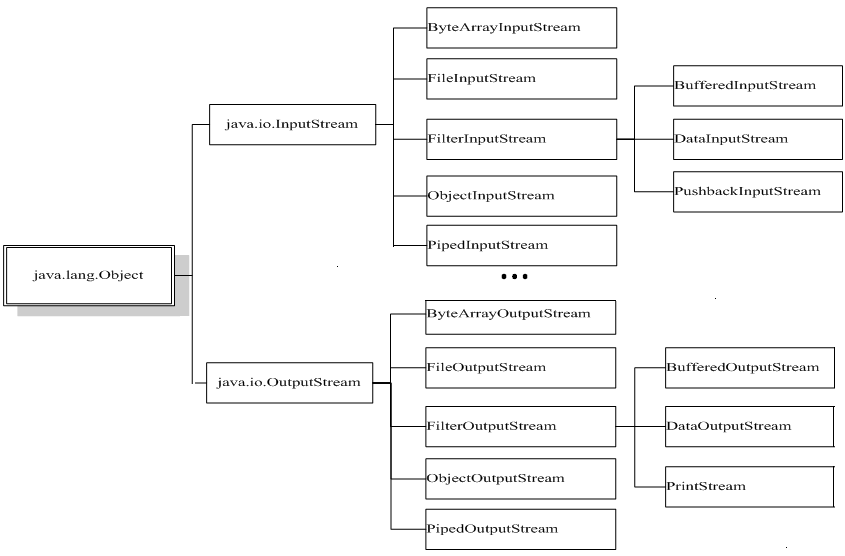 java.lang.Object
java.io.InputStream
ByteArrayInputStream
FileInputStream
FilterInputStream
ObjectInputStream
PipedInputStream
BufferedInputStream
DataInputStream
PushbackInputStream
...
java.io.OutputStream
ByteArrayOutputStream
FileOutputStream
FilterOutputStream
ObjectOutputStream
PipedOutputStream
BufferedOutputStream
DataOutputStream
PrintStream